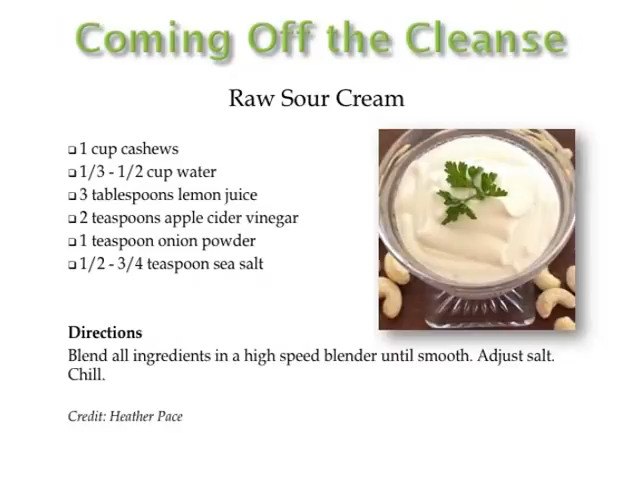 Coming Off the Cleanse
Raw Sour Cream
❑ 1 cup cashews
❑ 1/3 - 1/2 cup water
❑ 3 tablespoons lemon juice
❑ 2 teaspoons apple cider vinegar
❑ 1 teaspoon onion powder
❑ 1/2 - 3/4 teaspoon sea salt
Directions
Blend all ingredients in a high speed blender until smooth. Adjust salt.
Chill.
Credit: Heather Pace